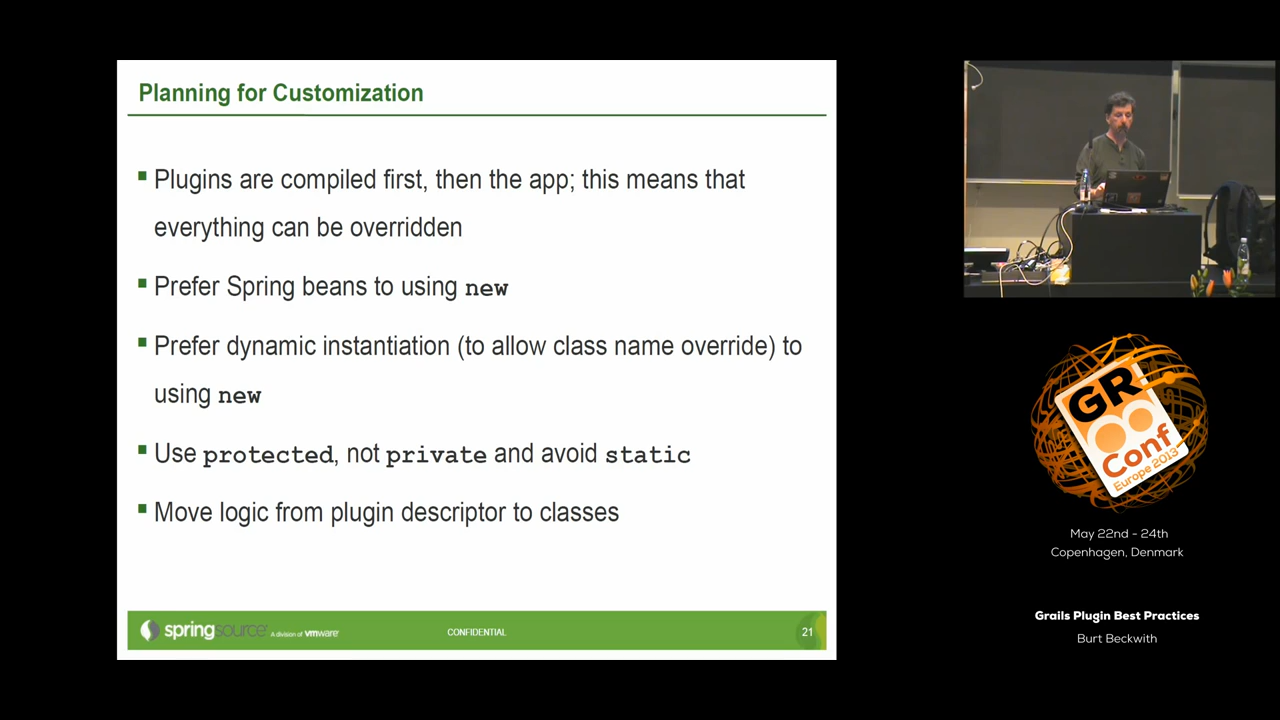 Planning for Customization
Plugins are compiled first, then the app; this means that
everything can be overridden
Prefer Spring beans to using new
Prefer dynamic instantiation (to allow class name override) to
using new
Use protected, not private and avoid static
Move logic from plugin descriptor to classes
springsource A division of vmware
CONFIDENTIAL
21
GR8
Conf
Europe 2013
May 22nd - 24th
Copenhagen, Denmark
Grails Plugin Best Practices
Burt Beckwith